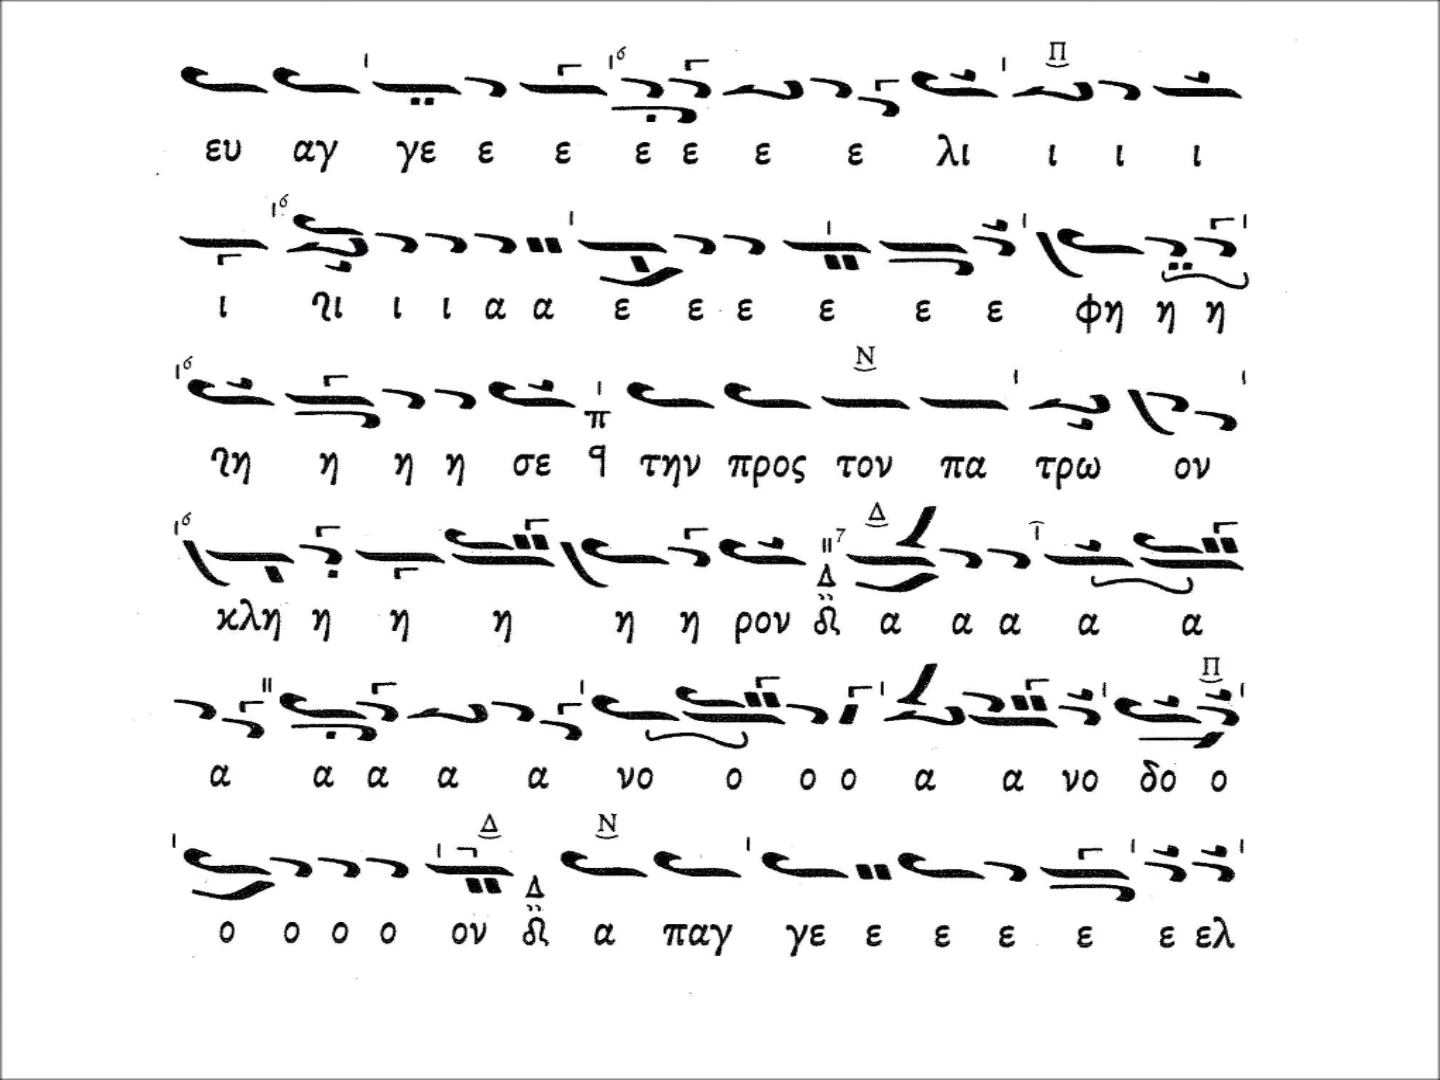 ευ αγ γε ε ε ε ε ε ε λι ι ι ι
ι γι ι ι α α ε ε ε ε ε ε φη η η
γη η η η σε q την προς τον πα τρω ον
κλη η η η η η ρον Δ α α α α α
α α α α α νο ο ο ο α α νο δο ο
ο ο ο ο ον Δ α παγ γε ε ε ε ε ε ελ